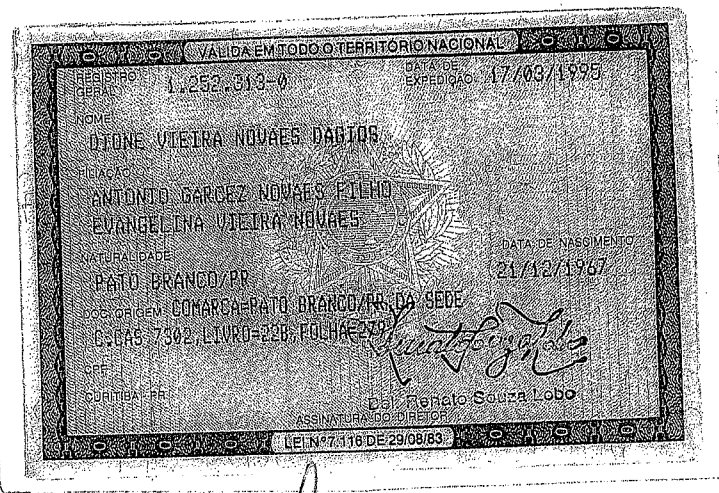 VÁLIDA EM TODO O TERRITÓRIO NACIONAL
REGISTRO GERAL 1.252.313-0 DATA DE EXPEDIÇÃO 17/03/1995
NOME
DIONE VIEIRA NOVAES DAGIOS
FILIAÇÃO
ANTONIO GARCEZ NOVAES FILHO
EVANGELINA VIEIRA NOVAES
NATURALIDADE DATA DE NASCIMENTO
PATO BRANCO/PR 21/12/1967
DOC. ORIGEM COMARCA=PATO BRANCO/PR, DA SEDE
C.CAS 7302, LIVRO=22B, FOLHA=279
CPF
CURITIBA-PR
Del. Renato Souza Lobo
ASSINATURA DO DIRETOR
LEI Nº 7.116 DE 29/08/83